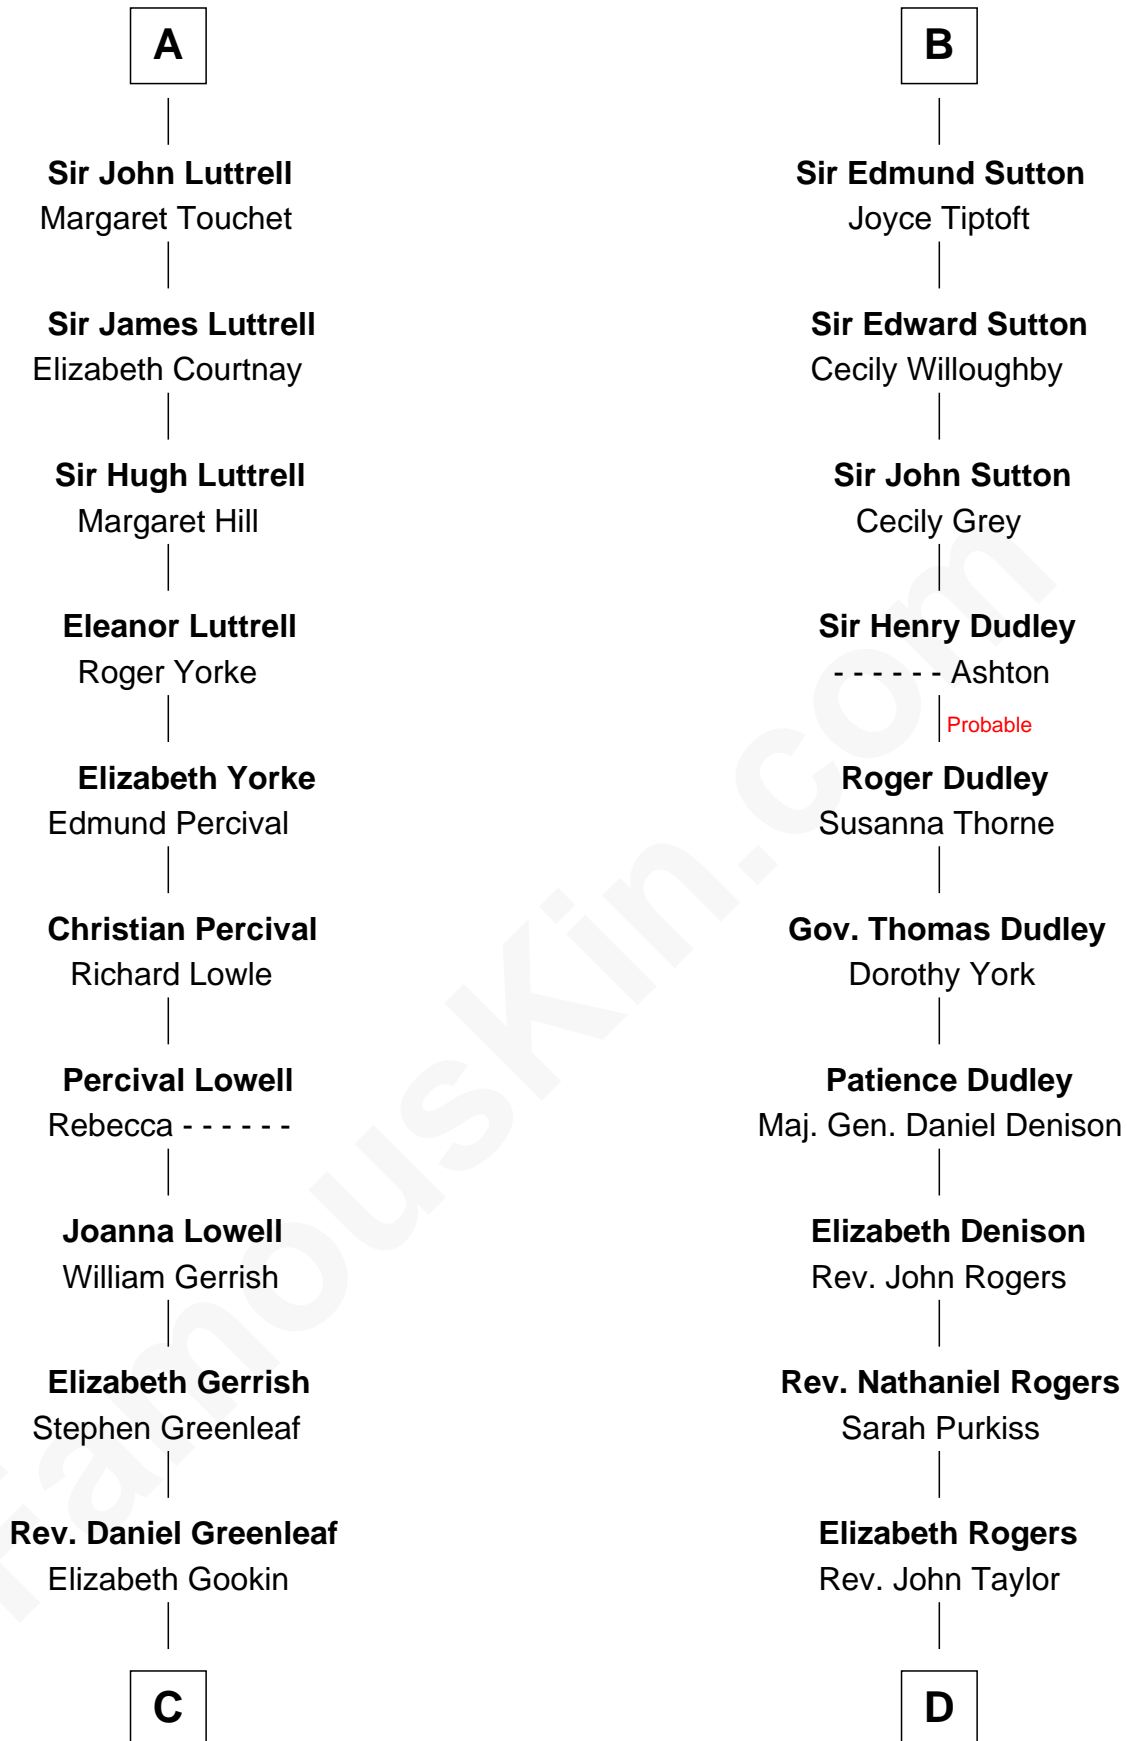 A
Sir John Luttrell
Margaret Touchet
Sir James Luttrell
Elizabeth Courtnay
Sir Hugh Luttrell
Margaret Hill
Eleanor Luttrell
Roger Yorke
Elizabeth Yorke
Edmund Percival
Christian Percival
Richard Lowle
Percival Lowell
Rebecca - - - - - -
Joanna Lowell
William Gerrish
Elizabeth Gerrish
Stephen Greenleaf
Rev. Daniel Greenleaf
Elizabeth Gookin
C
B
Sir Edmund Sutton
Joyce Tiptoft
Sir Edward Sutton
Cecily Willoughby
Sir John Sutton
Cecily Grey
Sir Henry Dudley
- - - - - - Ashton
Probable
Roger Dudley
Susanna Thorne
Gov. Thomas Dudley
Dorothy York
Patience Dudley
Maj. Gen. Daniel Denison
Elizabeth Denison
Rev. John Rogers
Rev. Nathaniel Rogers
Sarah Purkiss
Elizabeth Rogers
Rev. John Taylor
D
FamousKin.com